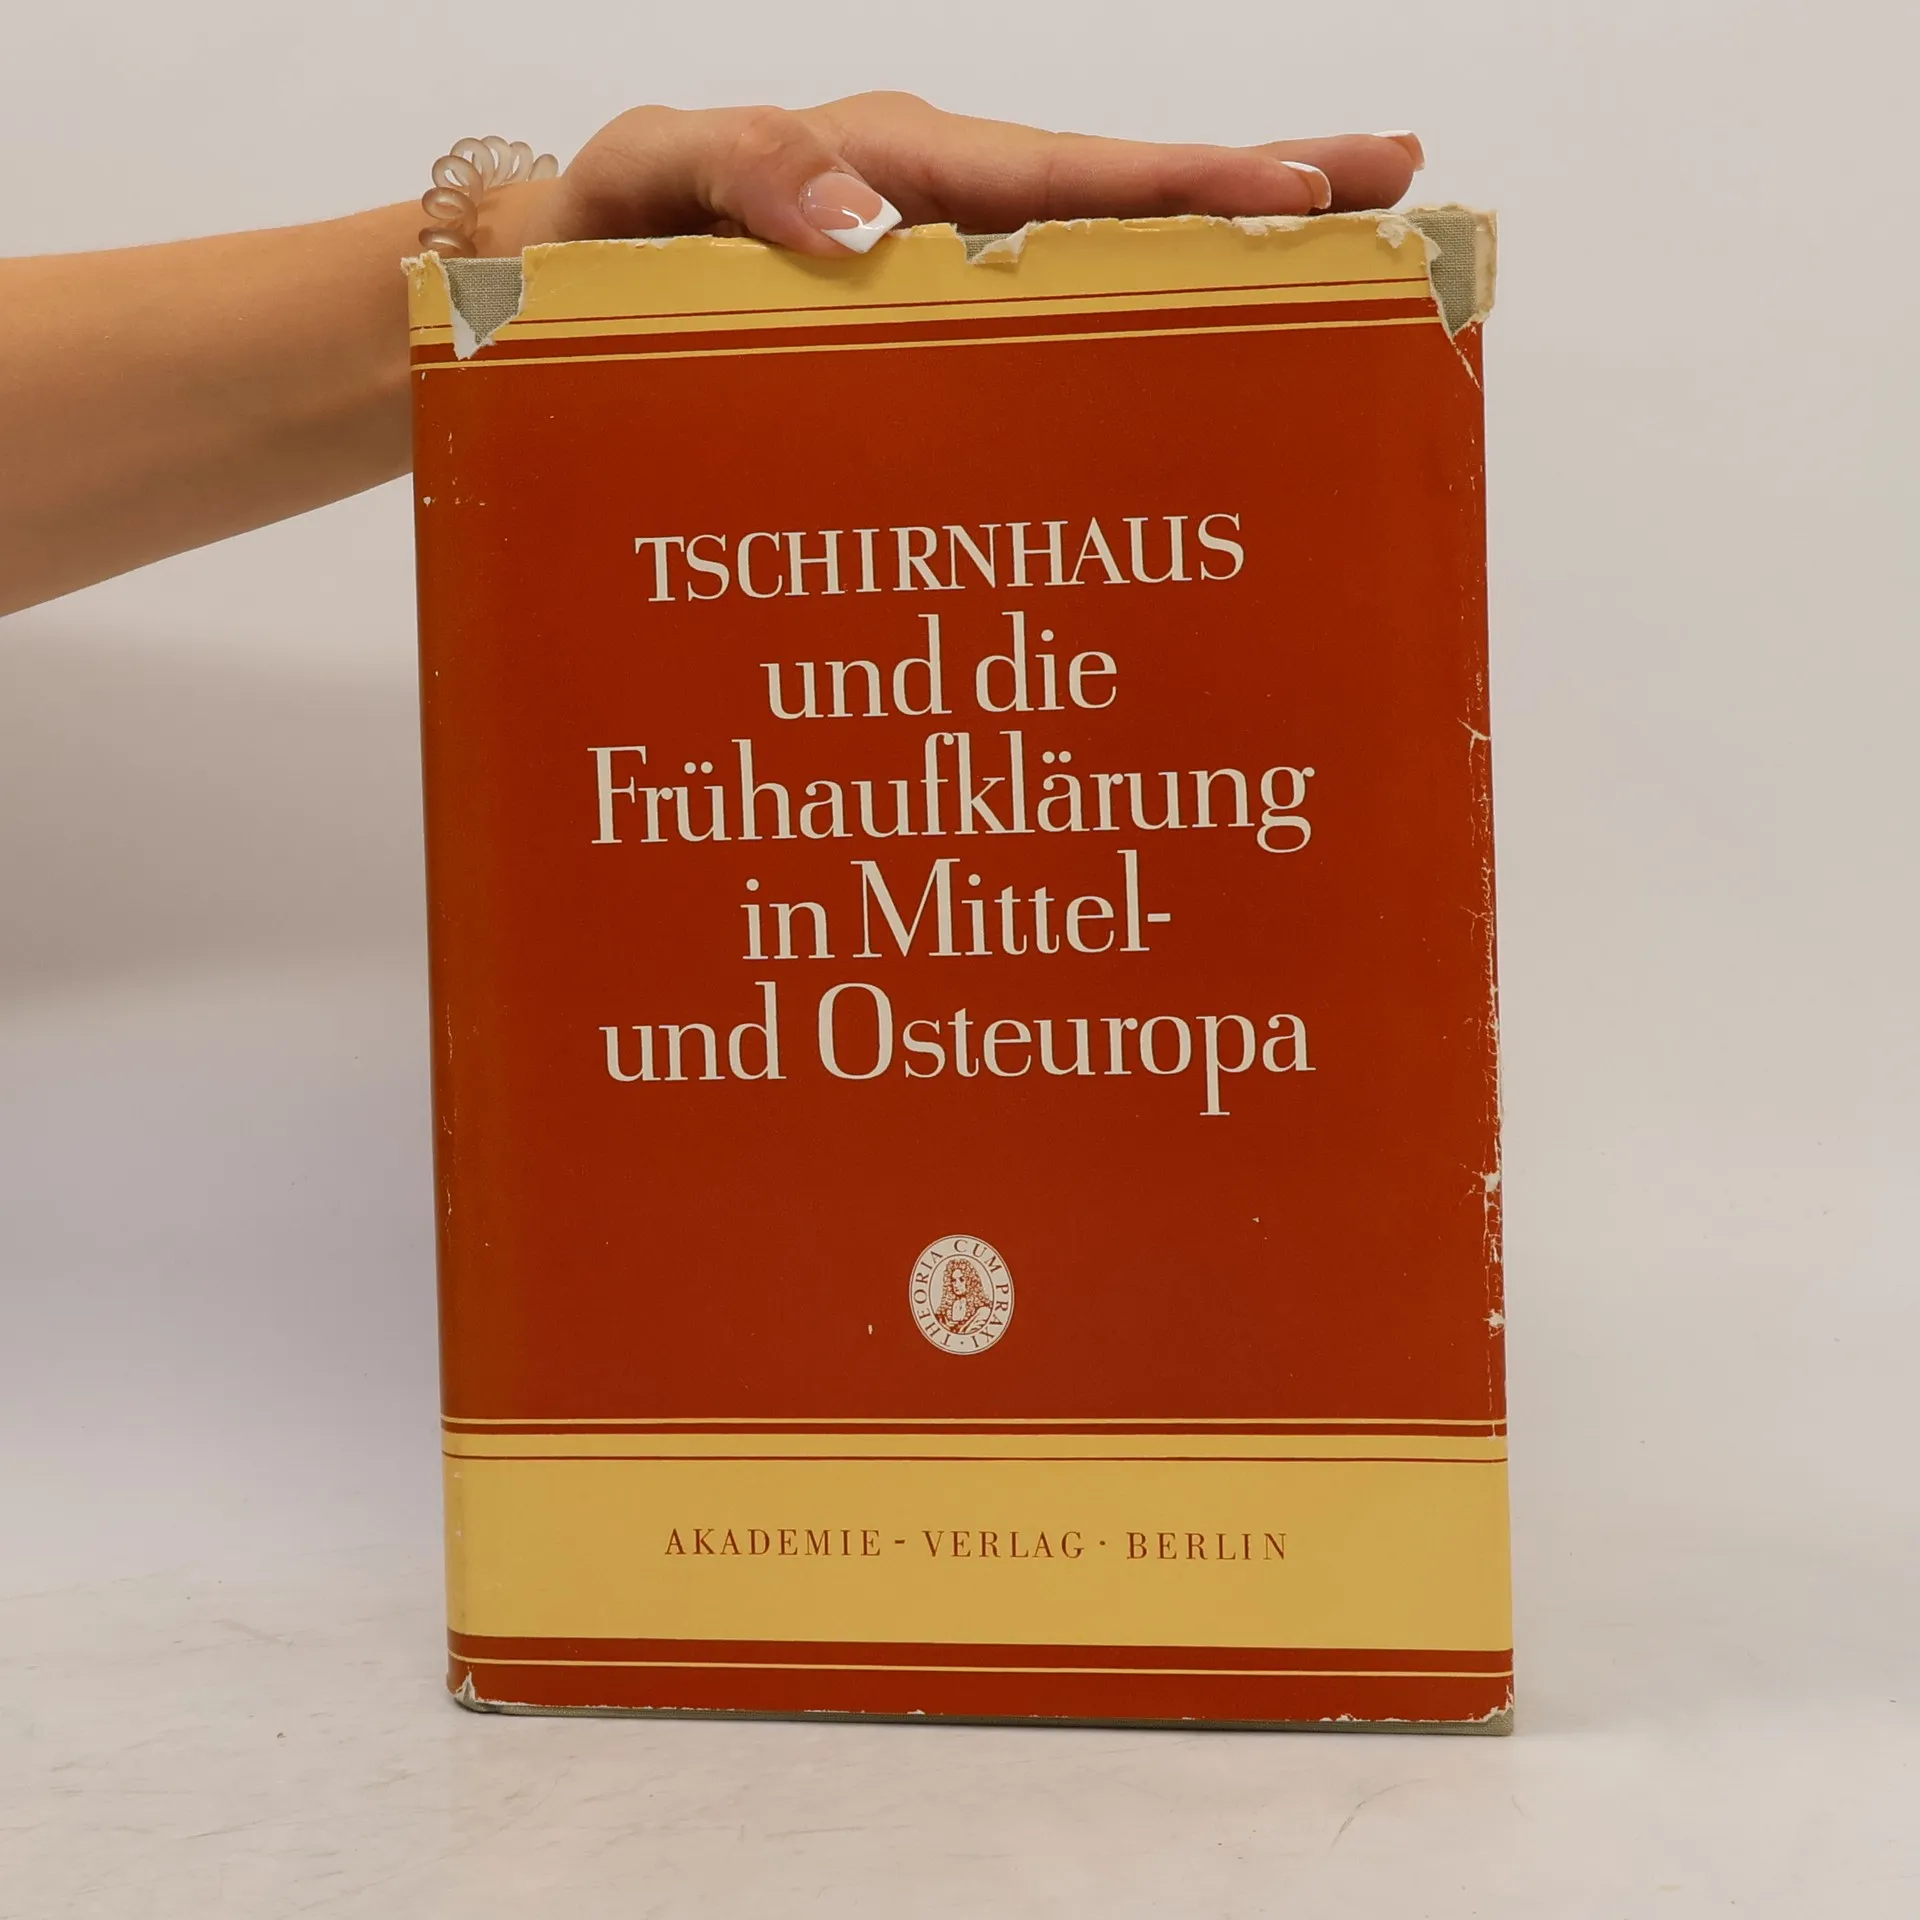 TSCHIRNHAUS
und die
Frühaufklärung
in Mittel-
und Osteuropa
THEORIA CUM PRAXI ·
AKADEMIE - VERLAG · BERLIN